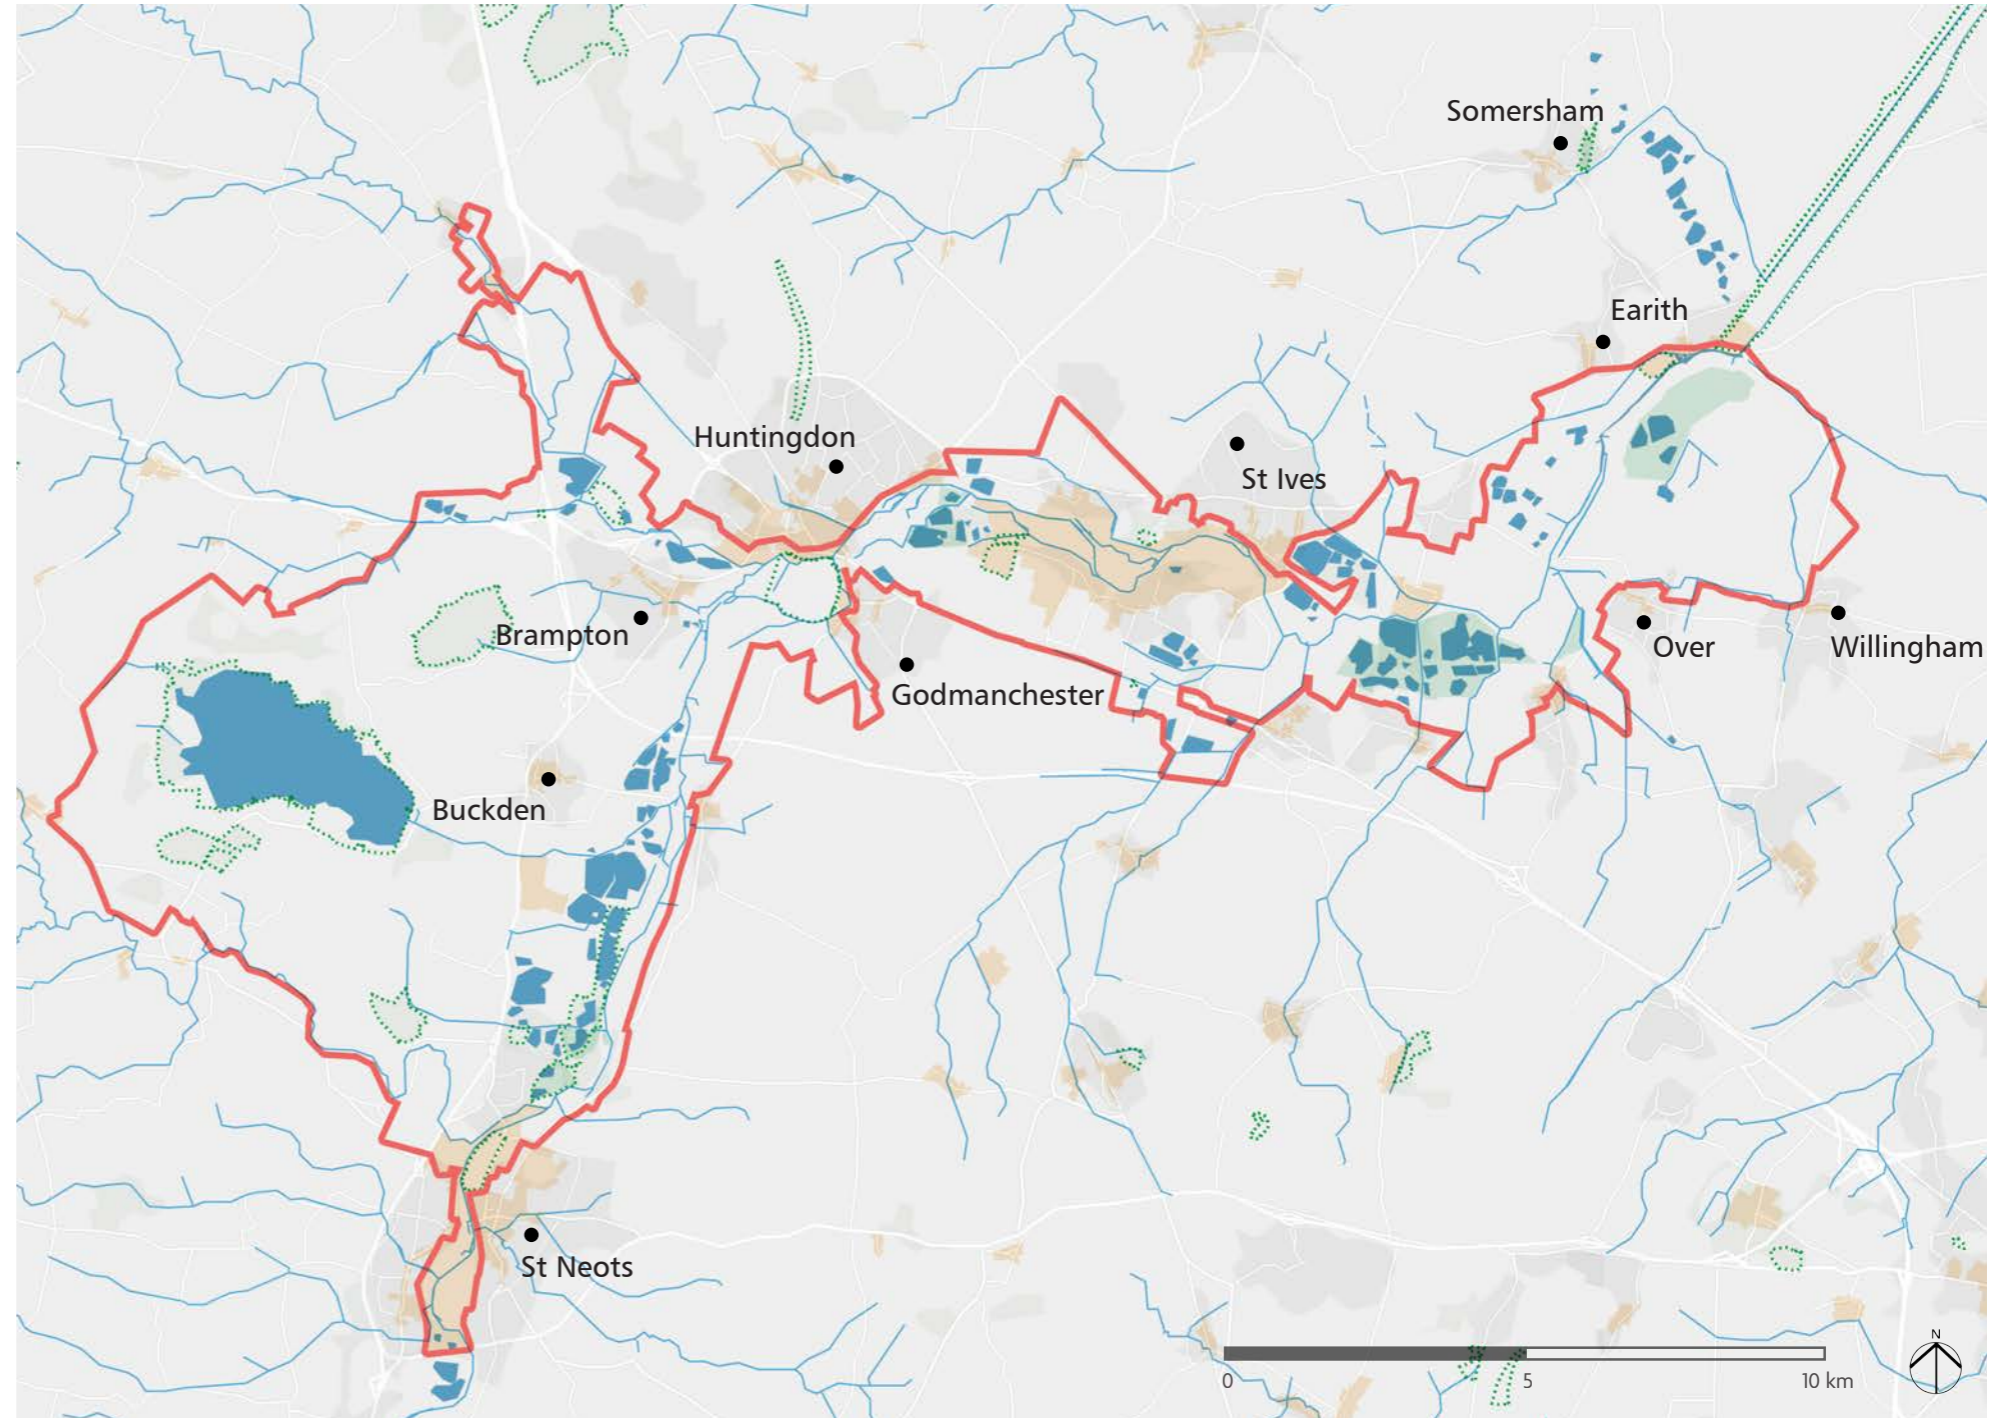 Somersham
Earith
Huntingdon
St Ives
Brampton
Over
Willingham
Godmanchester
Buckden
St Neots
N
0 5 10 km